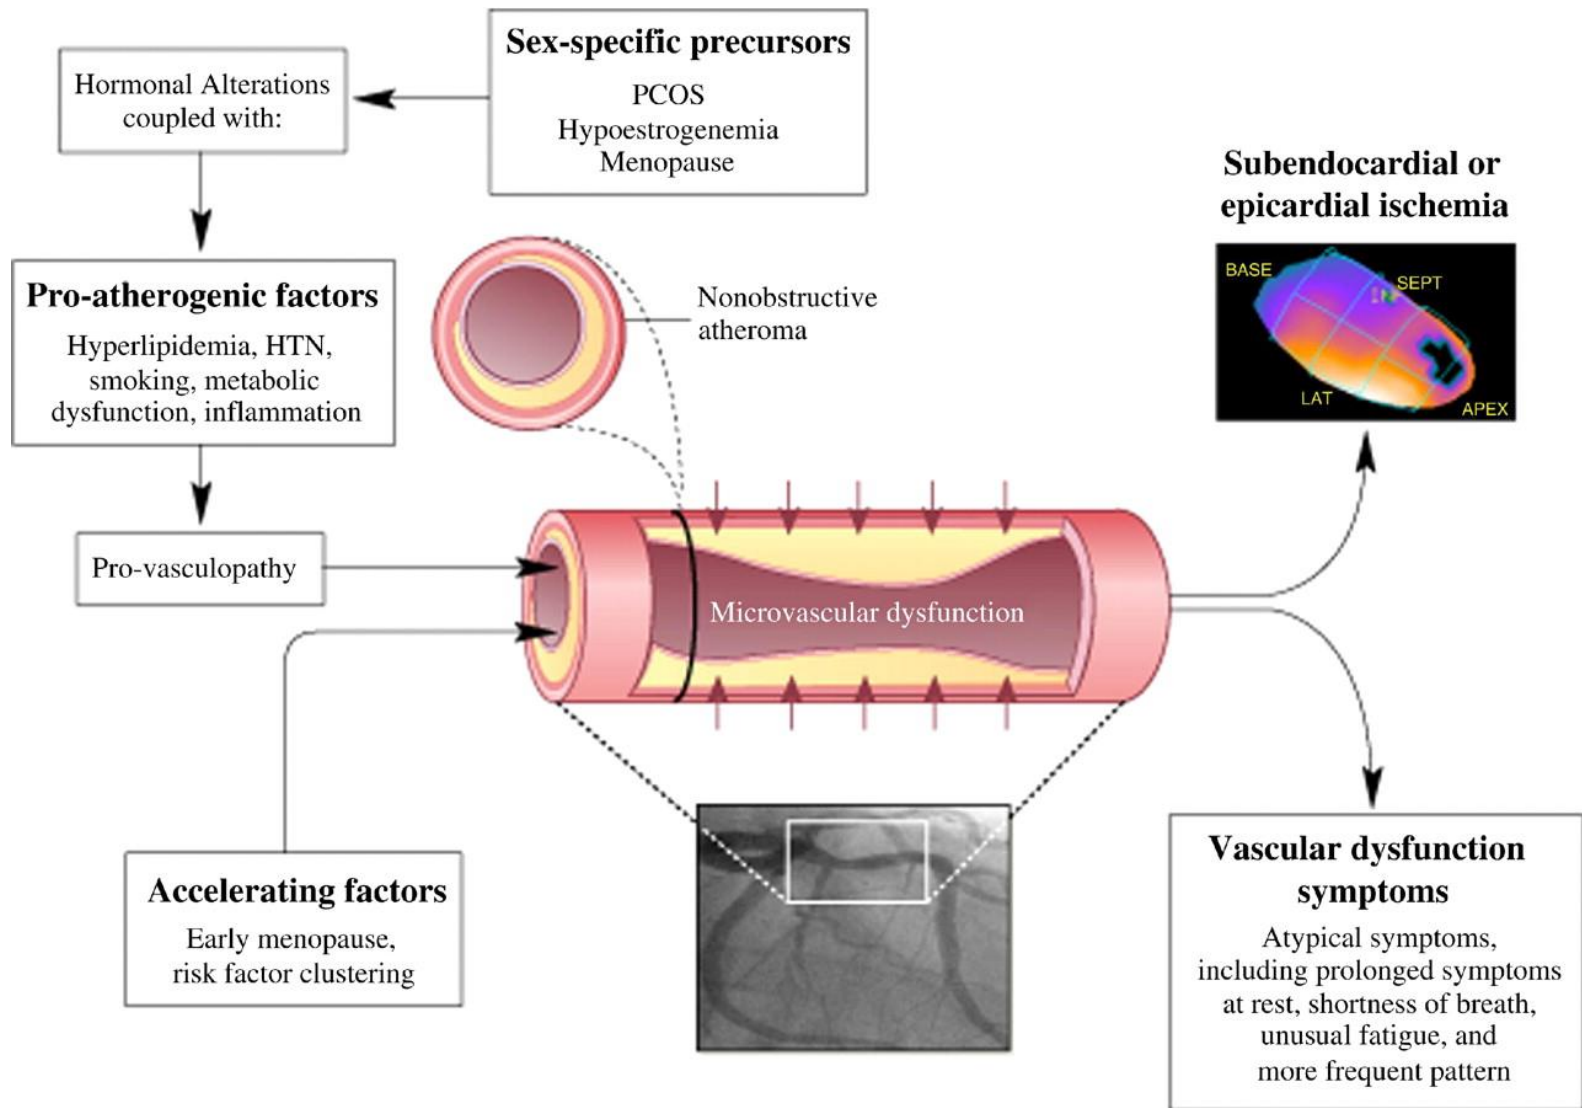 Sex-specific precursors
PCOS
Hypoestrogenemia
Menopause
Hormonal Alterations
coupled with:
Pro-atherogenic factors
Hyperlipidemia, HTN,
smoking, metabolic
dysfunction, inflammation
Pro-vasculopathy
Nonobstructive
atheroma
Microvascular dysfunction
Accelerating factors
Early menopause,
risk factor clustering
Subendocardial or
epicardial ischemia
BASE
SEPT
LAT
APEX
Vascular dysfunction
symptoms
Atypical symptoms,
including prolonged symptoms
at rest, shortness of breath,
unusual fatigue, and
more frequent pattern